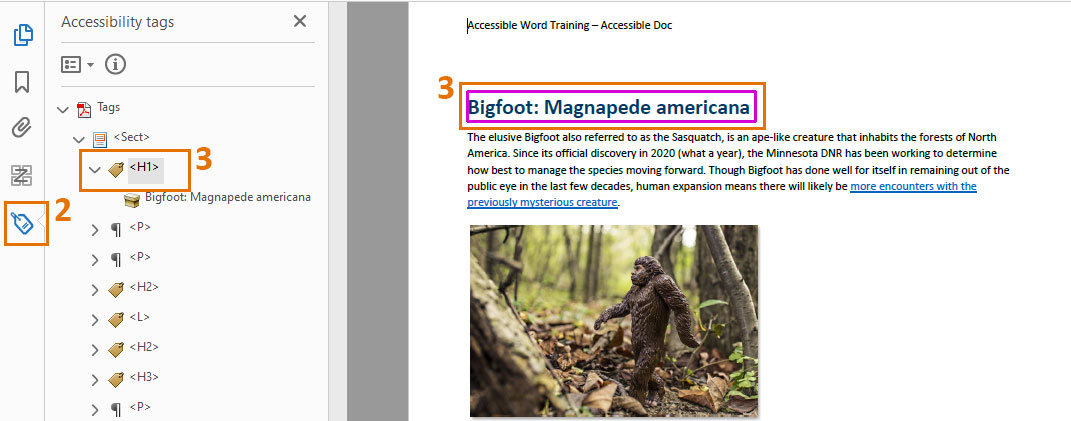 Accessibility tags
Tags
<Sect>
3
<H1>
Bigfoot: Magnapede americana
2
<P>
<P>
<H2>
<L>
<H2>
<H3>
<P>
Accessible Word Training – Accessible Doc
3
Bigfoot: Magnapede americana
The elusive Bigfoot also referred to as the Sasquatch, is an ape-like creature that inhabits the forests of North
America. Since its official discovery in 2020 (what a year), the Minnesota DNR has been working to determine
how best to manage the species moving forward. Though Bigfoot has done well for itself in remaining out of the
public eye in the last few decades, human expansion means there will likely be more encounters with the
previously mysterious creature.